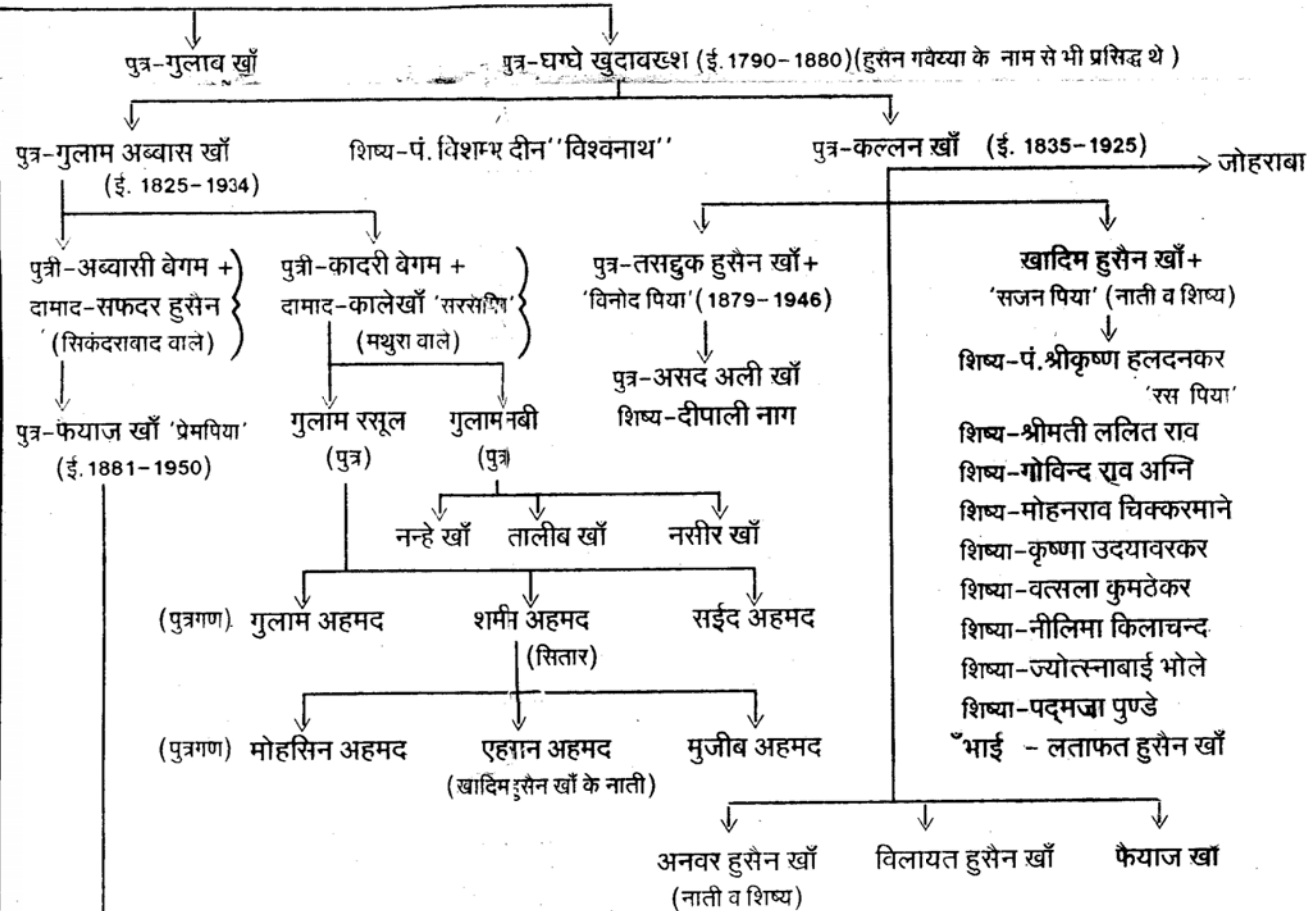 पुत्र-गुलाव खाँ
पुत्र-घग्घे खुदावख्श (ई.1790-1880)(हुसैन गवैय्या के नाम से भी प्रसिद्ध थे)
पुत्र-गुलाम अब्बास खाँ
(ई. 1825-1934)
शिष्य-पं. विशम्भर दीन''विश्वनाथ''
पुत्र-कल्लन खाँ (ई. 1835-1925)
जोहराबा
पुत्री-अब्बासी वेगम +
दामाद-सफदर हुसैन
(सिकंदराबाद वाले)
पुत्री-कादरी वेगम +
दामाद-कालेखाँ 'सरसपिया'
(मथुरा वाले)
पुत्र-तसद्दुक हुसैन खाँ+
'विनोद पिया'(1879-1946)
खादिम हुसैन खाँ+
'सजन पिया' (नाती व शिष्य)
पुत्र-फैयाज़ खाँ 'प्रेमपिया'
(ई.1881-1950)
गुलाम रसूल
(पुत्र)
गुलाम नबी
(पुत्र)
पुत्र-असद अली खाँ
शिष्य-दीपाली नाग
शिष्य-पं.श्रीकृष्ण हलदनकर
'रस पिया'
शिष्य-श्रीमती ललित राव
शिष्य-गोविन्द राव अग्नि
शिष्य-मोहनराव चिक्करमाने
शिष्या-कृष्णा उदयावरकर
शिष्या-वत्सला कुमठेकर
शिष्या-नीलिमा किलाचन्द
शिष्या-ज्योत्स्नाबाई भोले
शिष्या-पद्मजा पुण्डे
भाई - लताफत हुसैन खाँ
नन्हे खाँ तालीब खाँ नसीर खाँ
(पुत्रगण) गुलाम अहमद शमीम अहमद सईद अहमद
(सितार)
(पुत्रगण) मोहसिन अहमद एहसान अहमद मुजीब अहमद
(खादिम हुसैन खाँ के नाती)
अनवर हुसैन खाँ विलायत हुसैन खाँ फैयाज खाँ
(नाती व शिष्य)